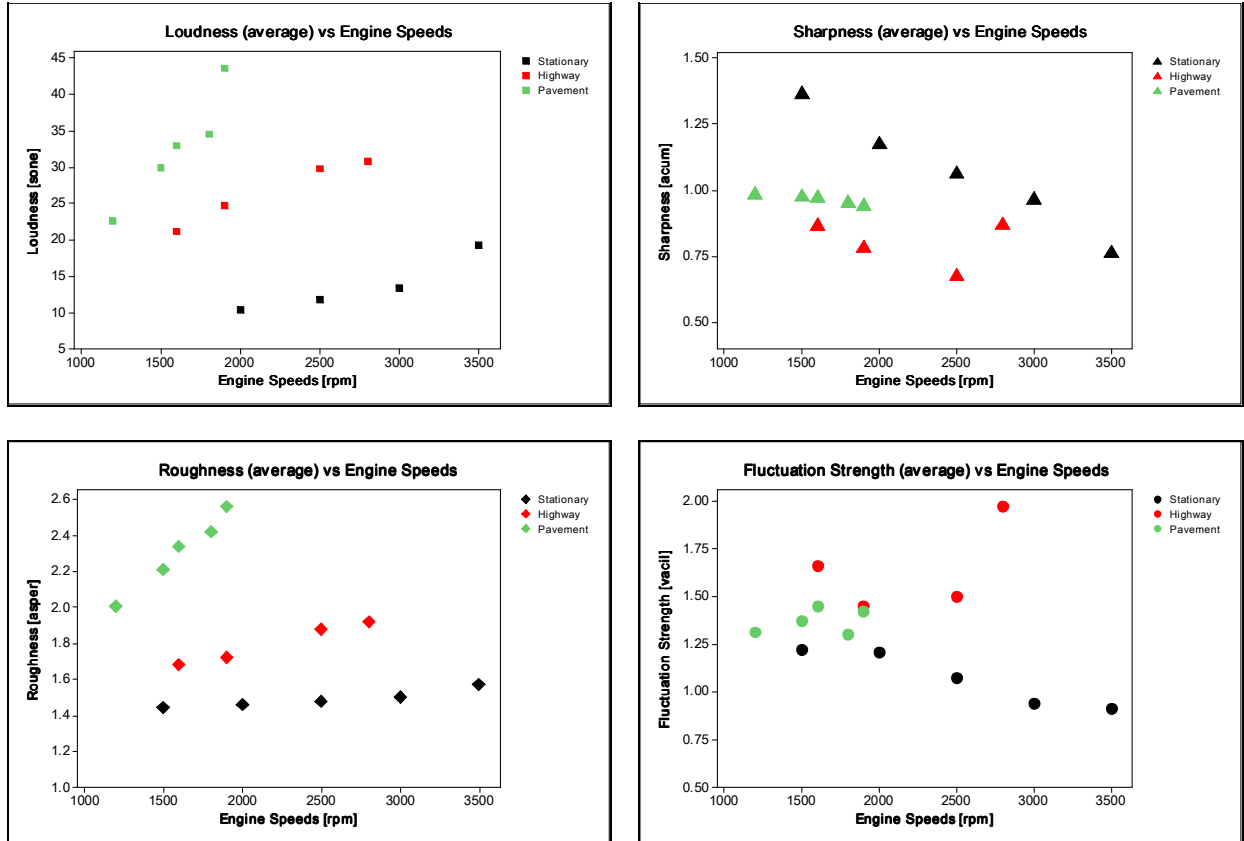 Loudness (average) vs Engine Speeds
45
40
35
30
25
20
15
10
5
Loudness [sone]
1000 1500 2000 2500 3000 3500
Engine Speeds [rpm]
Stationary
Highway
Pavement
Sharpness (average) vs Engine Speeds
1.50
1.25
1.00
0.75
0.50
Sharpness [acum]
1000 1500 2000 2500 3000 3500
Engine Speeds [rpm]
Stationary
Highway
Pavement
Roughness (average) vs Engine Speeds
2.6
2.4
2.2
2.0
1.8
1.6
1.4
1.2
1.0
Roughness [asper]
1000 1500 2000 2500 3000 3500
Engine Speeds [rpm]
Stationary
Highway
Pavement
Fluctuation Strength (average) vs Engine Speeds
2.00
1.75
1.50
1.25
1.00
0.75
0.50
Fluctuation Strength [vacil]
1000 1500 2000 2500 3000 3500
Engine Speeds [rpm]
Stationary
Highway
Pavement